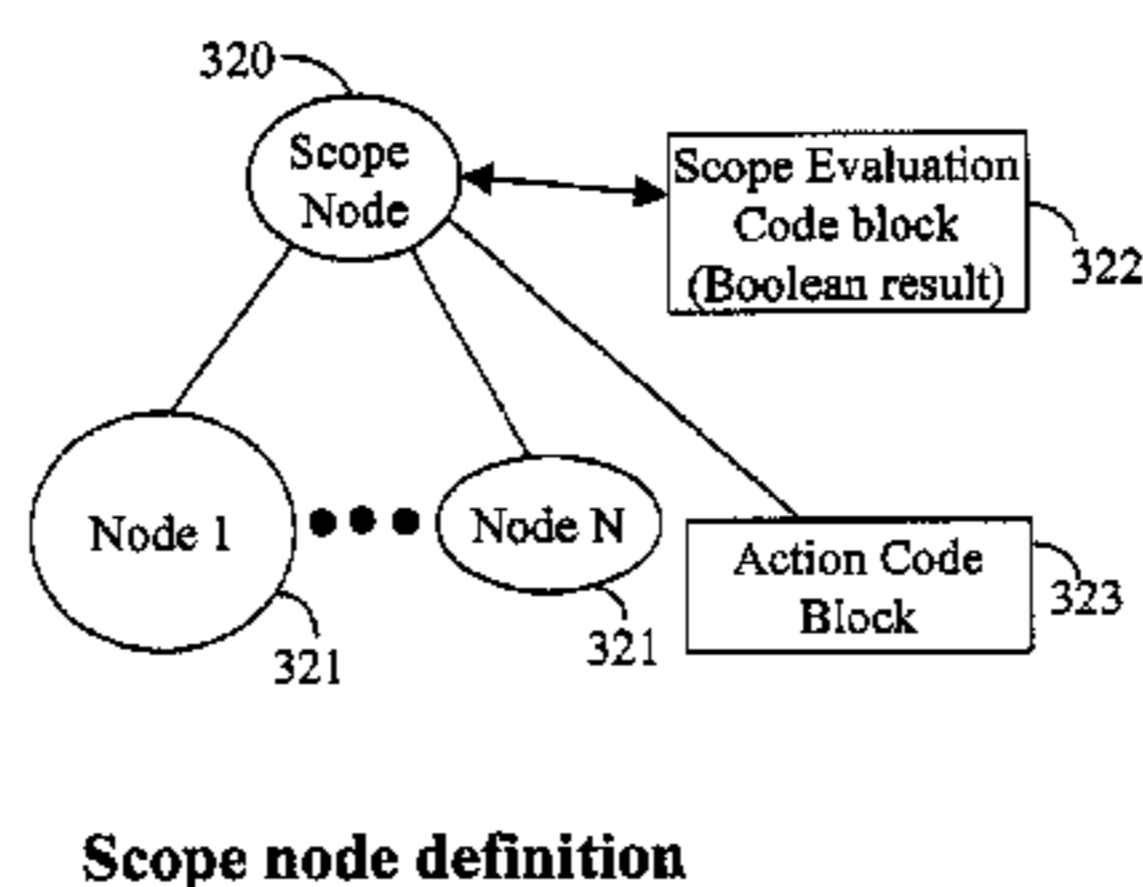 320
Scope
Node
Scope Evaluation
Code block
(Boolean result)
322
Node 1
Node N
Action Code
Block
323
321
321
Scope node definition